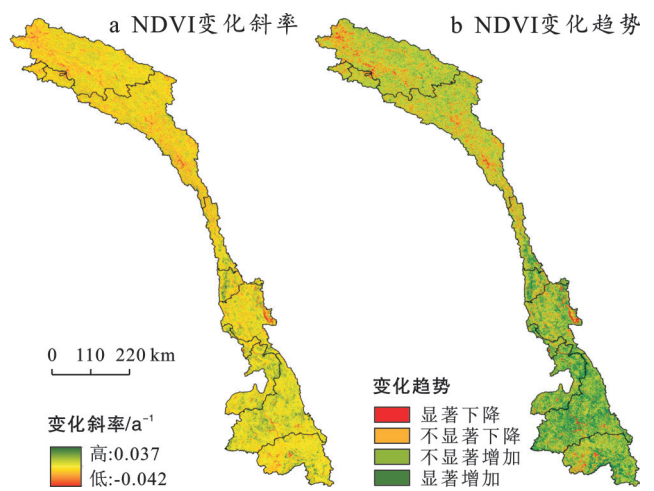 a NDVI变化斜率
b NDVI变化趋势
0 110 220 km
变化斜率/a⁻¹
高:0.037
低:-0.042
变化趋势
显著下降
不显著下降
不显著增加
显著增加